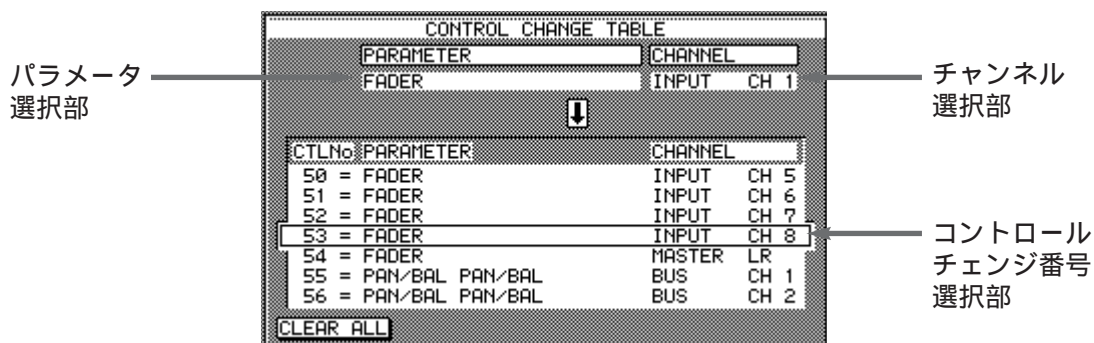 CONTROL CHANGE TABLE
PARAMETER CHANNEL
FADER INPUT CH 1
パラメータ
選択部
チャンネル
選択部
CTLNo PARAMETER CHANNEL
50 = FADER INPUT CH 5
51 = FADER INPUT CH 6
52 = FADER INPUT CH 7
53 = FADER INPUT CH 8
54 = FADER MASTER LR
55 = PAN/BAL PAN/BAL BUS CH 1
56 = PAN/BAL PAN/BAL BUS CH 2
コントロール
チェンジ番号
選択部
CLEAR ALL